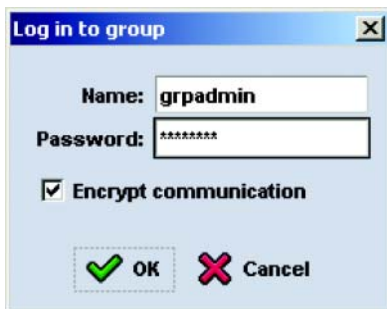 Log in to group
Name: grpadmin
Password: ********
Encrypt communication
OK Cancel